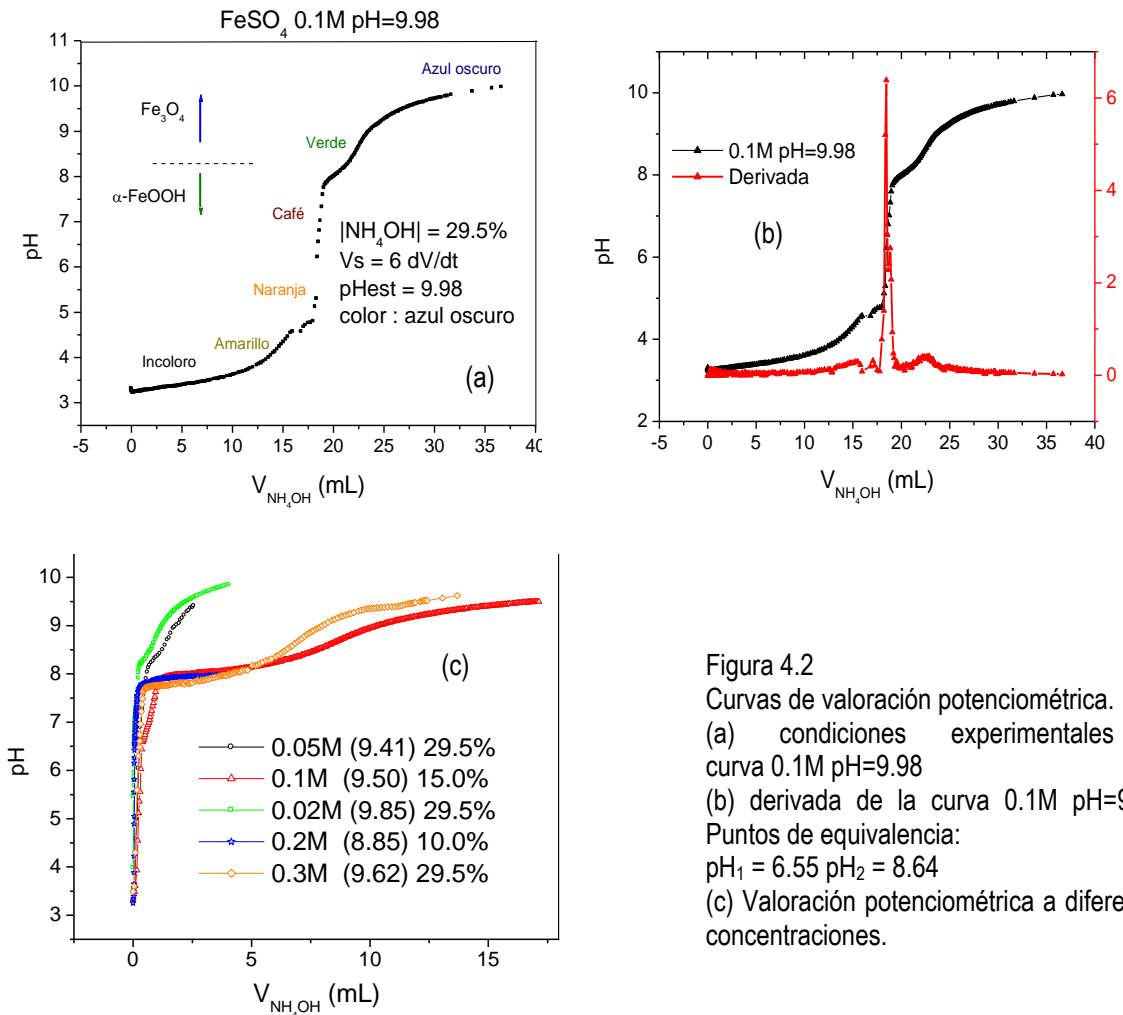 FeSO4 0.1M pH=9.98
11
10
9
8
7
6
5
4
3
pH
Azul oscuro
Fe3O4
Verde
α-FeOOH
Café
|NH4OH| = 29.5%
Vs = 6 dV/dt
pHest = 9.98
color : azul oscuro
Naranja
Amarillo
Incoloro
(a)
0 5 10 15 20 25 30 35 40
VNH4OH (mL)
10
8
6
4
2
pH
6
4
2
0
0.1M pH=9.98
Derivada
(b)
-5 0 5 10 15 20 25 30 35 40
VNH4OH (mL)
10
9
8
7
6
5
4
3
pH
(c)
0.05M (9.41) 29.5%
0.1M (9.50) 15.0%
0.02M (9.85) 29.5%
0.2M (8.85) 10.0%
0.3M (9.62) 29.5%
0 5 10 15
VNH4OH (mL)
Figura 4.2
Curvas de valoración potenciométrica.
(a) condiciones experimentales
curva 0.1M pH=9.98
(b) derivada de la curva 0.1M pH=9
Puntos de equivalencia:
pH1 = 6.55 pH2 = 8.64
(c) Valoración potenciométrica a difere
concentraciones.